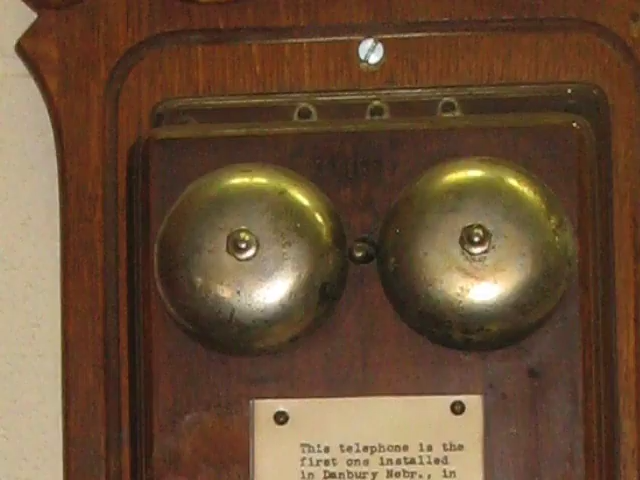 This telephone is the
first one installed
in Danbury Nebr., in